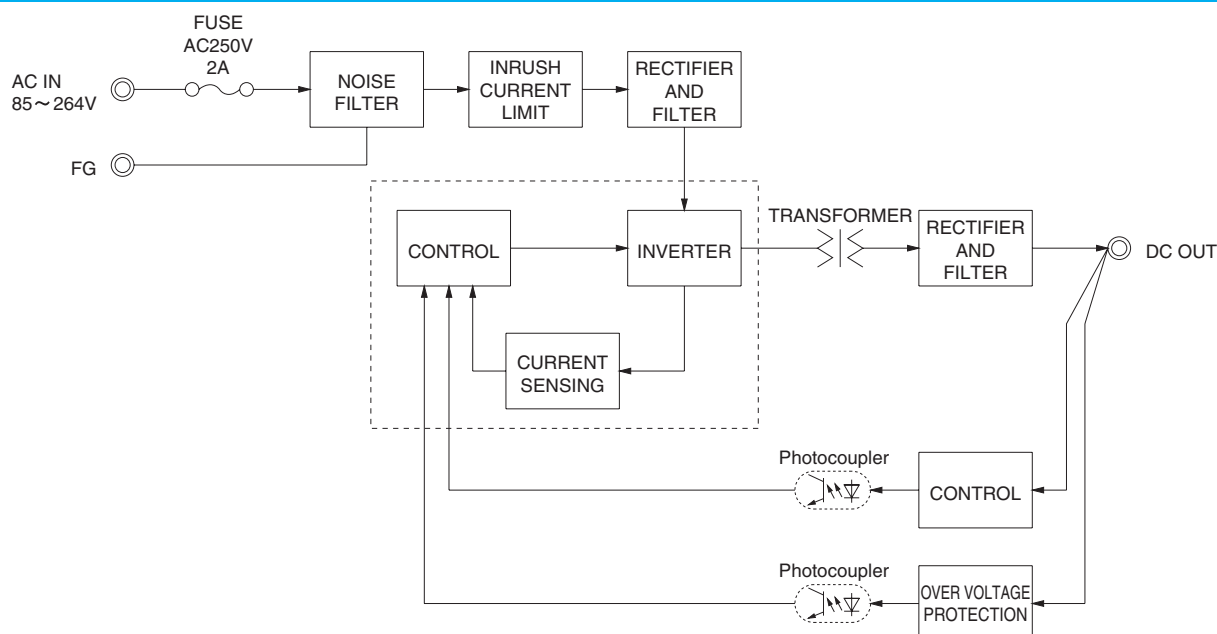 FUSE
AC250V
2A
AC IN
85～264V
NOISE
FILTER
INRUSH
CURRENT
LIMIT
RECTIFIER
AND
FILTER
FG
CONTROL
INVERTER
TRANSFORMER
RECTIFIER
AND
FILTER
DC OUT
CURRENT
SENSING
Photocoupler
CONTROL
Photocoupler
OVER VOLTAGE
PROTECTION